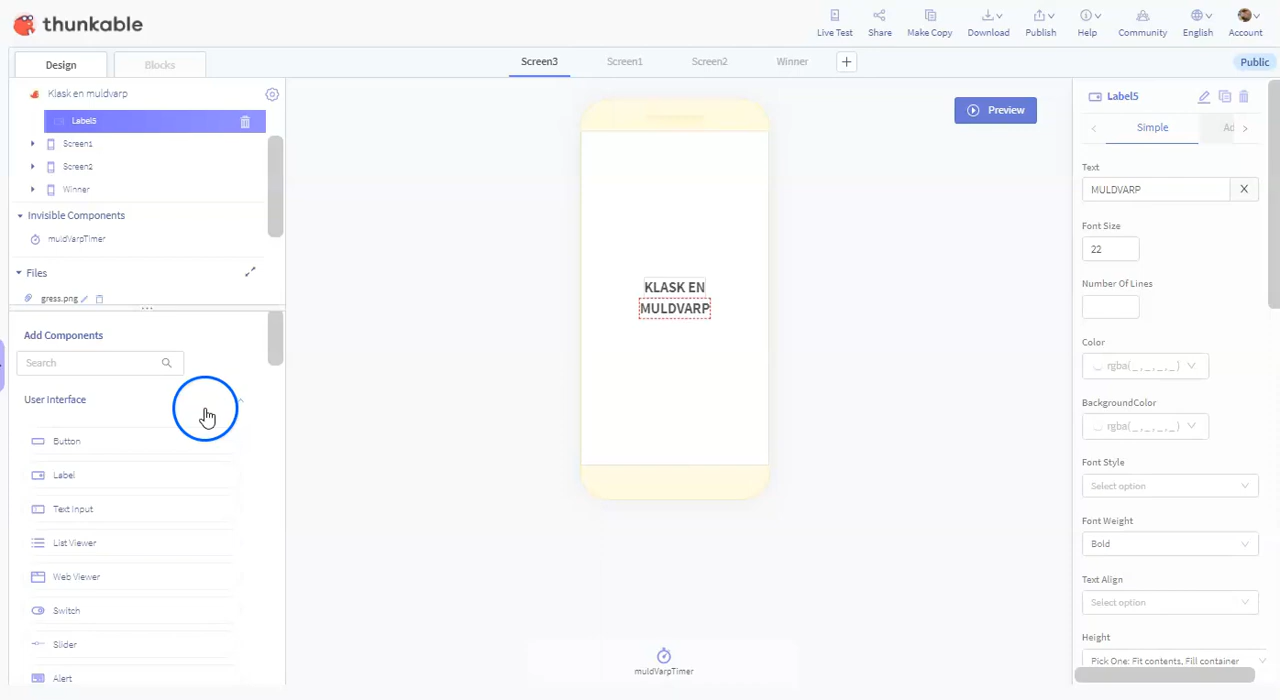 thunkable
Live Test
Share
Make Copy
Download
Publish
Help
Community
English
Account
Design
Blocks
Screen3
Screen1
Screen2
Winner
+
Public
Klask en muldvarp
Label5
Screen1
Screen2
Winner
Invisible Components
muldVarpTimer
Files
gress.png
Add Components
Search
User Interface
Button
Label
Text Input
List Viewer
Web Viewer
Switch
Slider
Alert
Preview
KLASK EN
MULDVARP
muldVarpTimer
Label5
Simple
Ad
Text
MULDVARP
X
Font Size
22
Number Of Lines
Color
rgba(_,_,_,_)
BackgroundColor
rgba(_,_,_,_)
Font Style
Select option
Font Weight
Bold
Text Align
Select option
Height
Pick One: Fit contents, Fill container